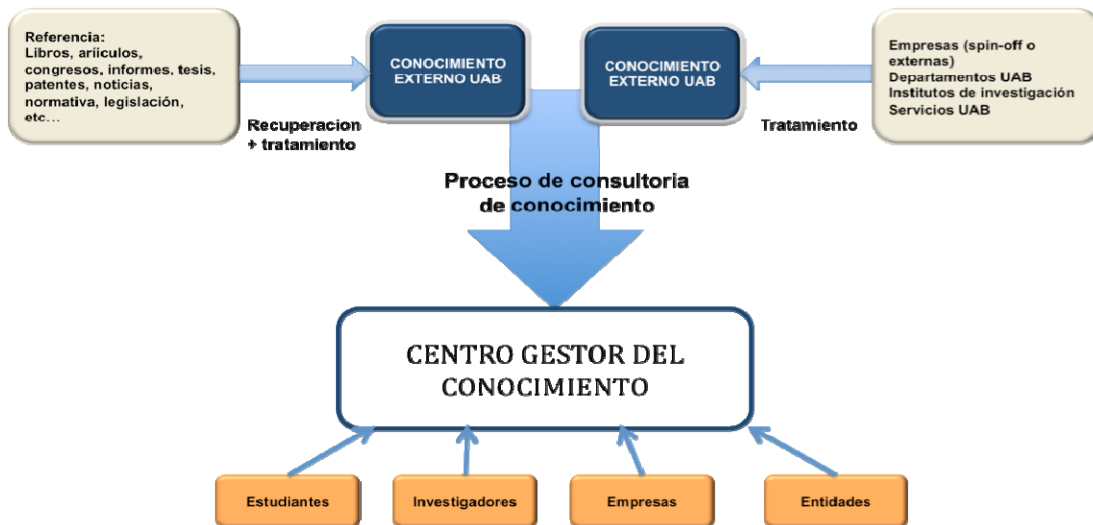 Referencia:
Libros, ariículos,
congresos, informes, tesis,
patentes, noticias,
normativa, legislación,
etc...
Recuperacion
+ tratamiento
CONOCIMIENTO
EXTERNO UAB
CONOCIMIENTO
EXTERNO UAB
Tratamiento
Empresas (spin-off o
externas)
Departamentos UAB
Institutos de investigación
Servicios UAB
Proceso de consultoria
de conocimiento
CENTRO GESTOR DEL
CONOCIMIENTO
Estudiantes
Investigadores
Empresas
Entidades